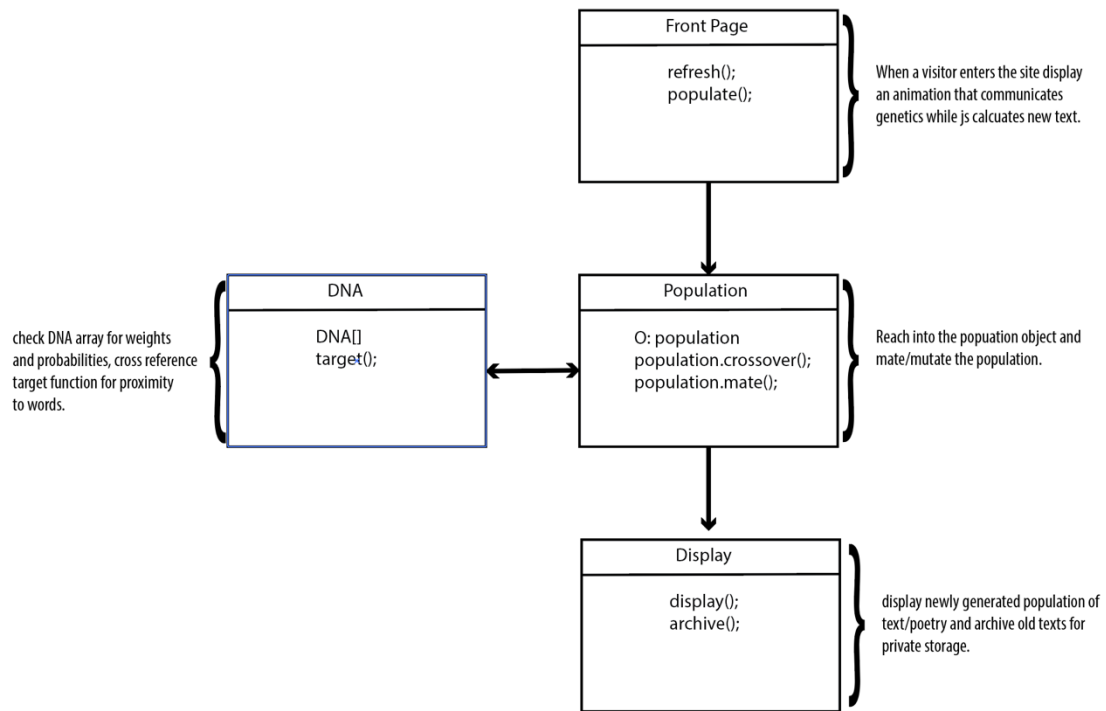 Front Page
refresh();
populate();
When a visitor enters the site display
an animation that communicates
genetics while js calcuates new text.
DNA
DNA[]
target();
check DNA array for weights
and probabilities, cross reference
target function for proximity
to words.
Population
O: population
population.crossover();
population.mate();
Reach into the popuation object and
mate/mutate the population.
Display
display();
archive();
display newly generated population of
text/poetry and archive old texts for
private storage.